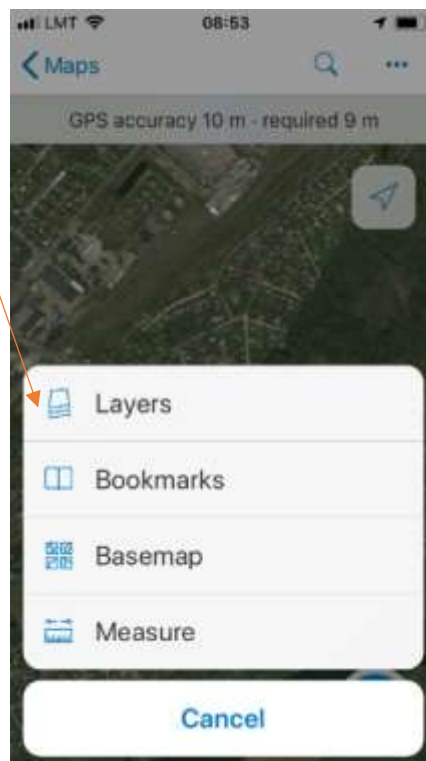 LMT 08:53
Maps
GPS accuracy 10 m · required 9 m
Layers
Bookmarks
Basemap
Measure
Cancel